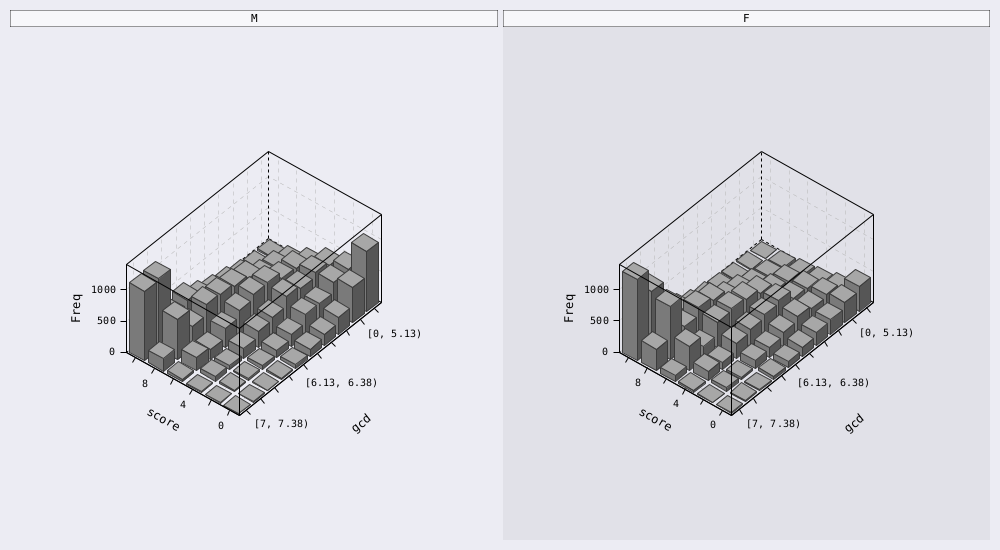 M
F
Freq
1000
500
0
8
4
0
score
[7, 7.38)
[6.13, 6.38)
[0, 5.13)
gcd
Freq
1000
500
0
8
4
0
score
[7, 7.38)
[6.13, 6.38)
[0, 5.13)
gcd